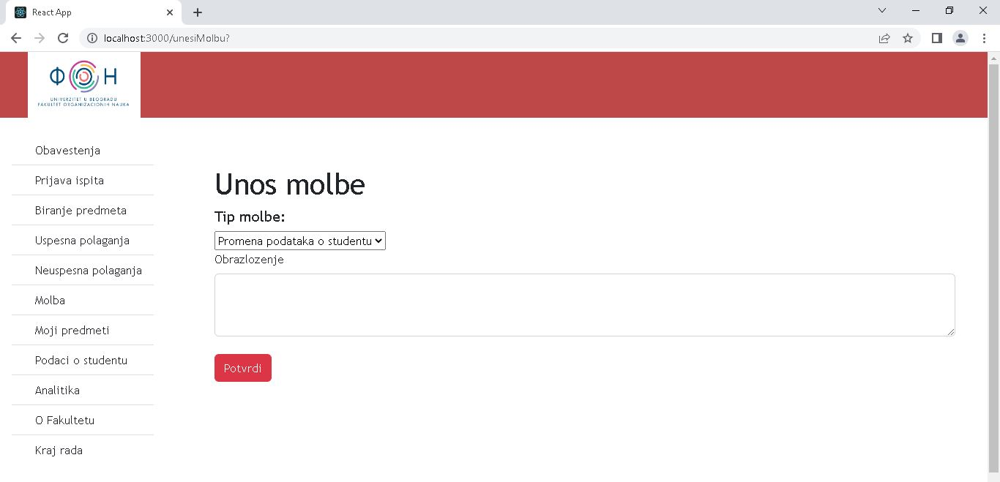 React App
localhost:3000/unesiMolbu?
ФОН
UNIVERZITET U BEOGRADU
FAKULTET ORGANIZACIONIH NAUKA
Obavestenja
Prijava ispita
Biranje predmeta
Uspesna polaganja
Neuspesna polaganja
Molba
Moji predmeti
Podaci o studentu
Analitika
O Fakultetu
Kraj rada
Unos molbe
Tip molbe:
Promena podataka o studentu
Obrazlozenje
Potvrdi